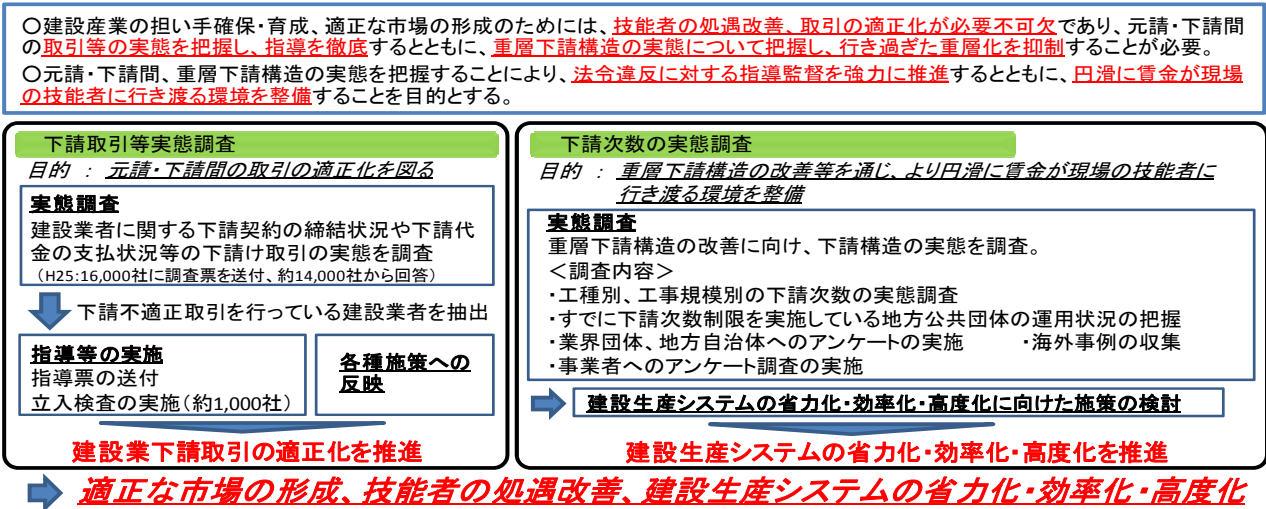 ○建設産業の担い手確保・育成、適正な市場の形成のためには、技能者の処遇改善、取引の適正化が必要不可欠であり、元請・下請間
の取引等の実態を把握し、指導を徹底するとともに、重層下請構造の実態について把握し、行き過ぎた重層化を抑制することが必要。
○元請・下請間、重層下請構造の実態を把握することにより、法令違反に対する指導監督を強力に推進するとともに、円滑に賃金が現場
の技能者に行き渡る環境を整備することを目的とする。
下請取引等実態調査
目的 : 元請・下請間の取引の適正化を図る
実態調査
建設業者に関する下請契約の締結状況や下請代
金の支払状況等の下請け取引の実態を調査
(H25:16,000社に調査票を送付、約14,000社から回答)
下請不適正取引を行っている建設業者を抽出
指導等の実施
指導票の送付
立入検査の実施(約1,000社)
各種施策への
反映
建設業下請取引の適正化を推進
下請次数の実態調査
目的 : 重層下請構造の改善等を通じ、より円滑に賃金が現場の技能者に
行き渡る環境を整備
実態調査
重層下請構造の改善に向け、下請構造の実態を調査。
<調査内容>
・工種別、工事規模別の下請次数の実態調査
・すでに下請次数制限を実施している地方公共団体の運用状況の把握
・業界団体、地方自治体へのアンケートの実施 ・海外事例の収集
・事業者へのアンケート調査の実施
建設生産システムの省力化・効率化・高度化に向けた施策の検討
建設生産システムの省力化・効率化・高度化を推進
適正な市場の形成、技能者の処遇改善、建設生産システムの省力化・効率化・高度化